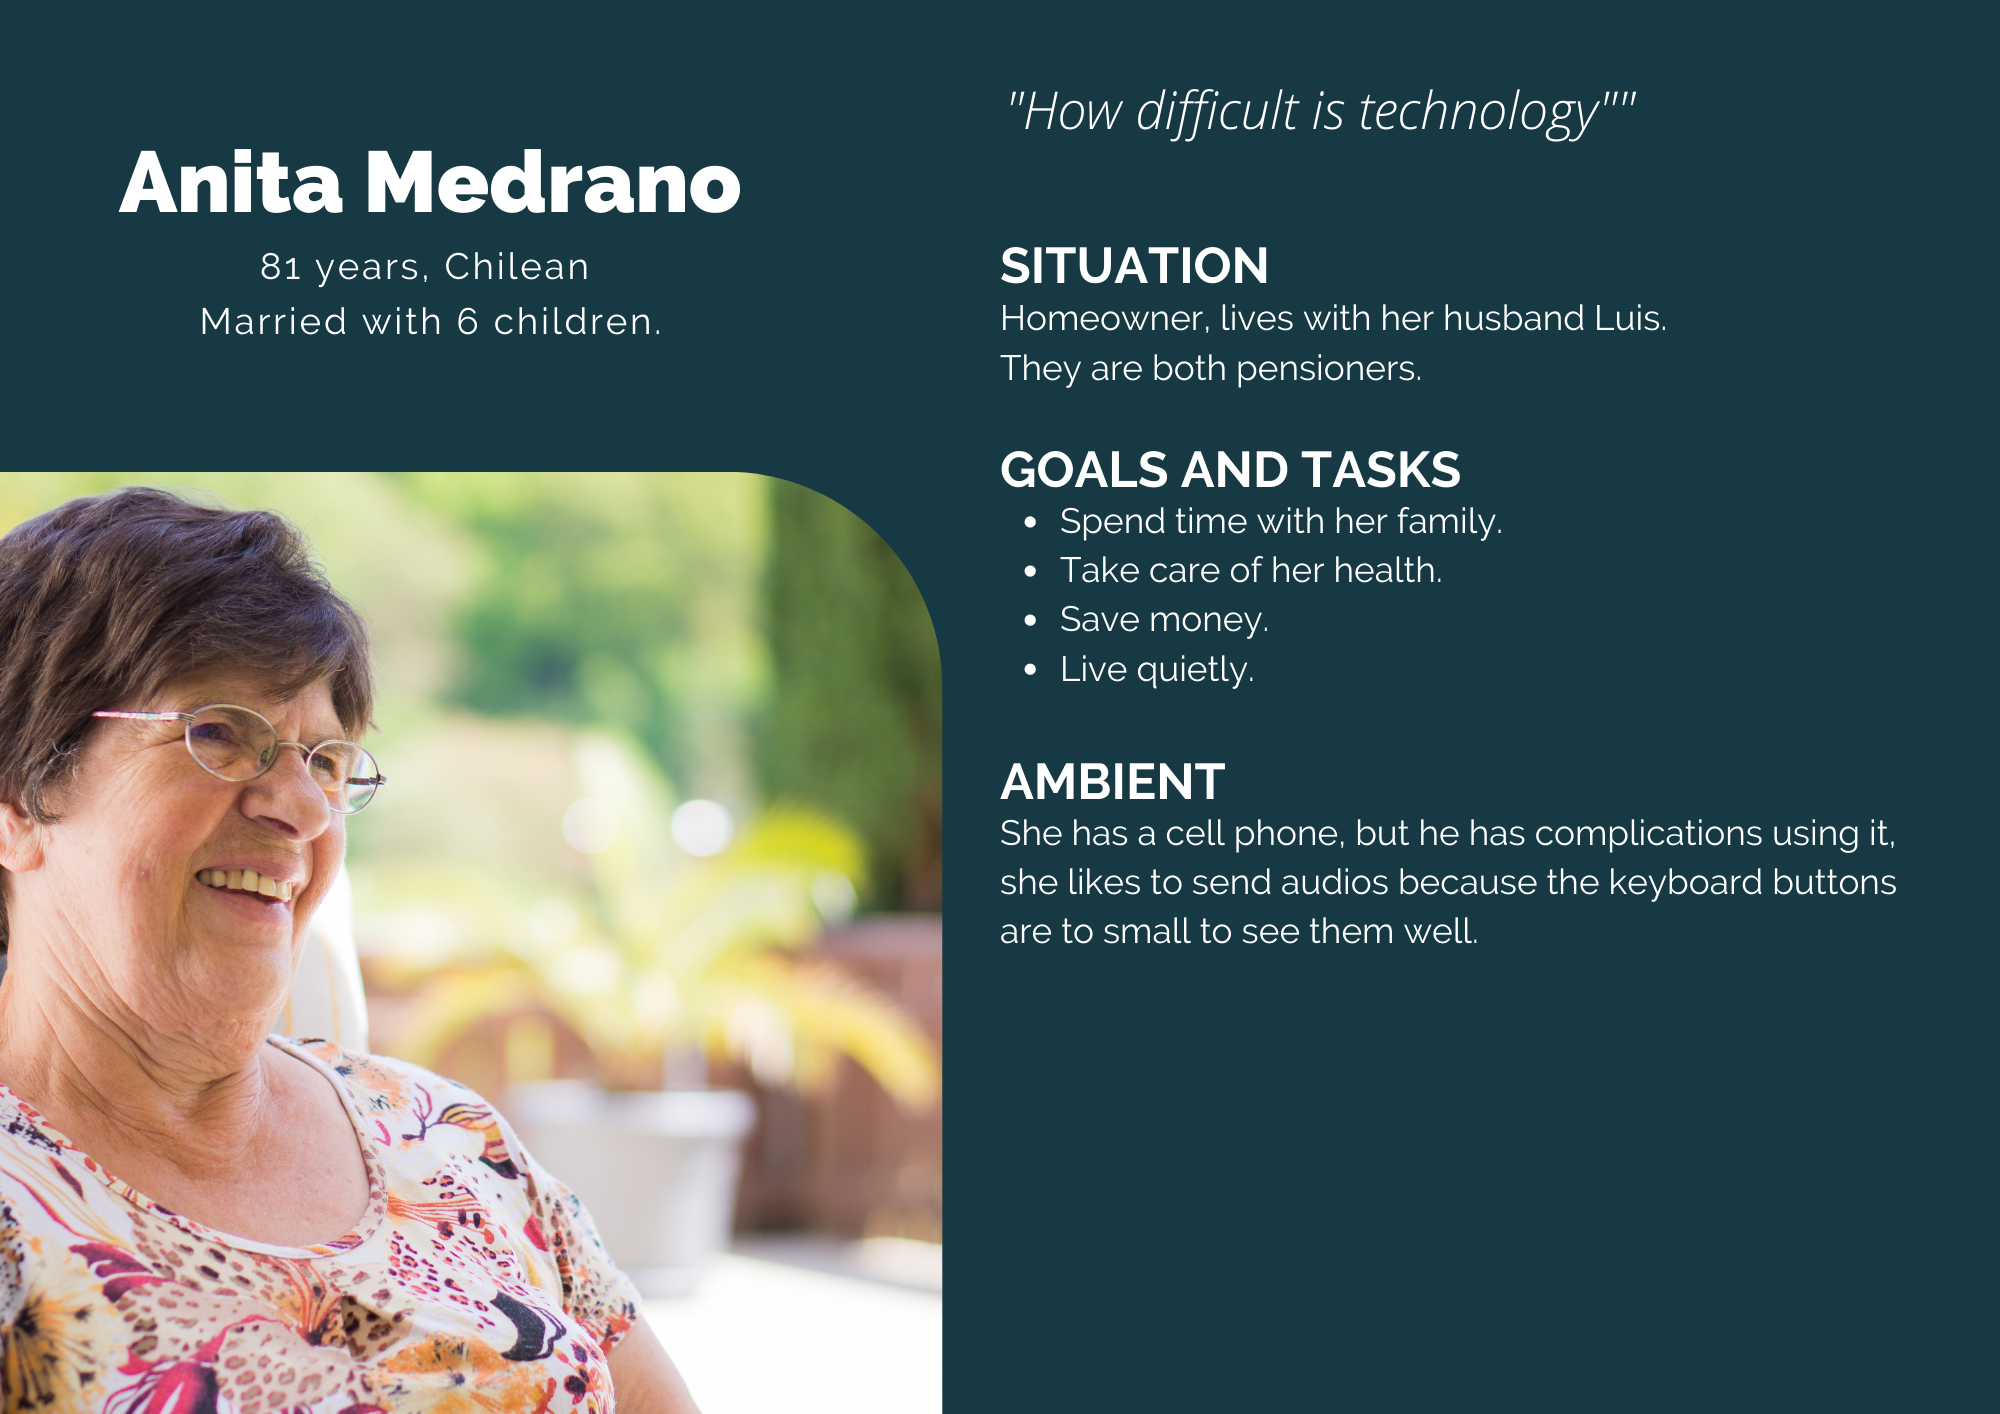 Anita Medrano
81 years, Chilean
Married with 6 children.
"How difficult is technology""
SITUATION
Homeowner, lives with her husband Luis.
They are both pensioners.
GOALS AND TASKS
• Spend time with her family.
• Take care of her health.
• Save money.
• Live quietly.
AMBIENT
She has a cell phone, but he has complications using it,
she likes to send audios because the keyboard buttons
are to small to see them well.